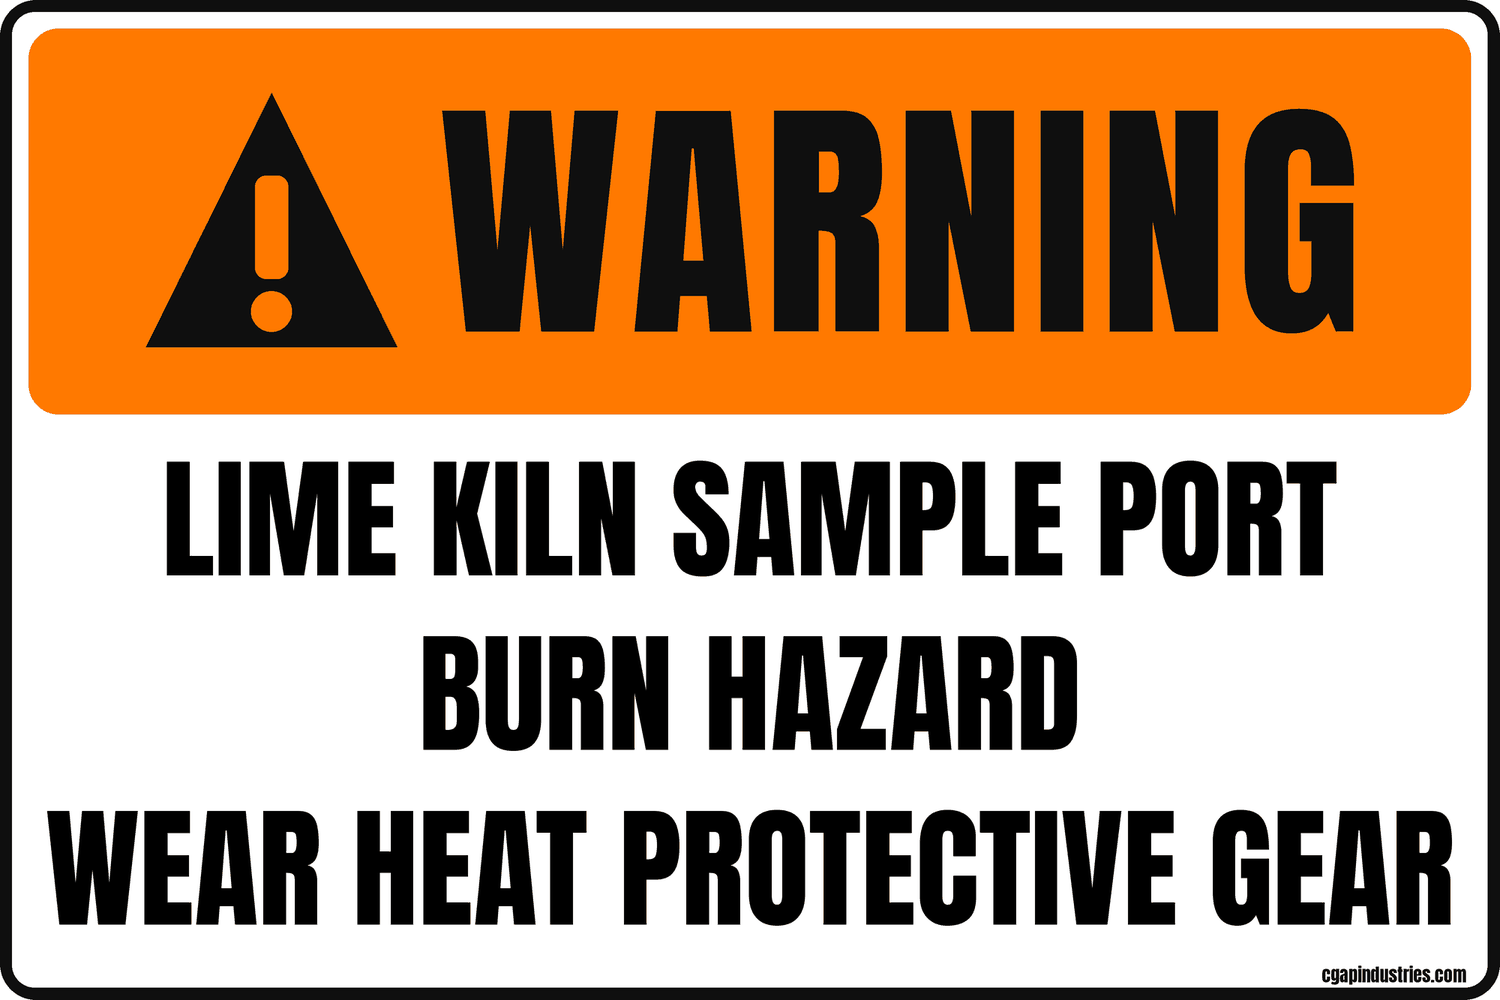 WARNING
LIME KILN SAMPLE PORT
BURN HAZARD
WEAR HEAT PROTECTIVE GEAR
cgapindustries.com